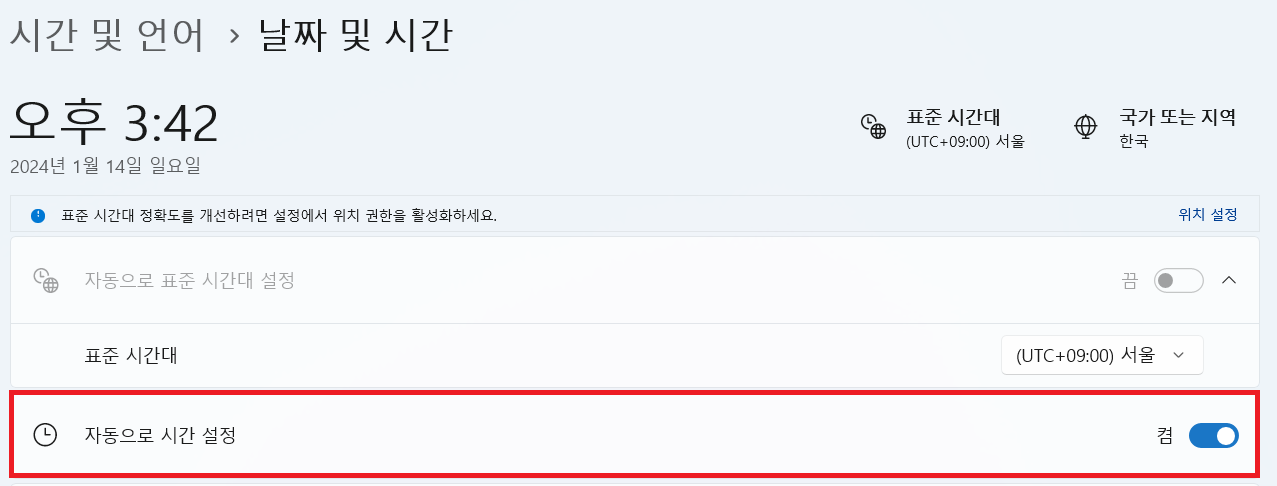 시간 및 언어 › 날짜 및 시간
오후 3:42
2024년 1월 14일 일요일
표준 시간대
(UTC+09:00) 서울
국가 또는 지역
한국
표준 시간대 정확도를 개선하려면 설정에서 위치 권한을 활성화하세요.
위치 설정
자동으로 표준 시간대 설정
끔
표준 시간대
(UTC+09:00) 서울
자동으로 시간 설정
켬